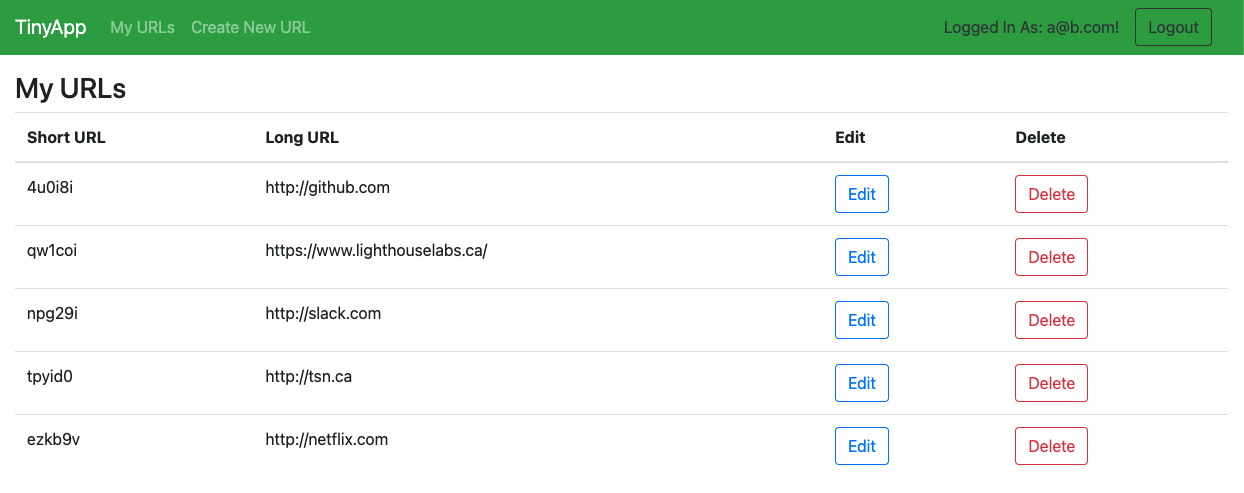 TinyApp My URLs Create New URL Logged In As: a@b.com! Logout
My URLs
Short URL Long URL Edit Delete
4u0i8i http://github.com Edit Delete
qw1coi https://www.lighthouselabs.ca/ Edit Delete
npg29i http://slack.com Edit Delete
tpyid0 http://tsn.ca Edit Delete
ezkb9v http://netflix.com Edit Delete